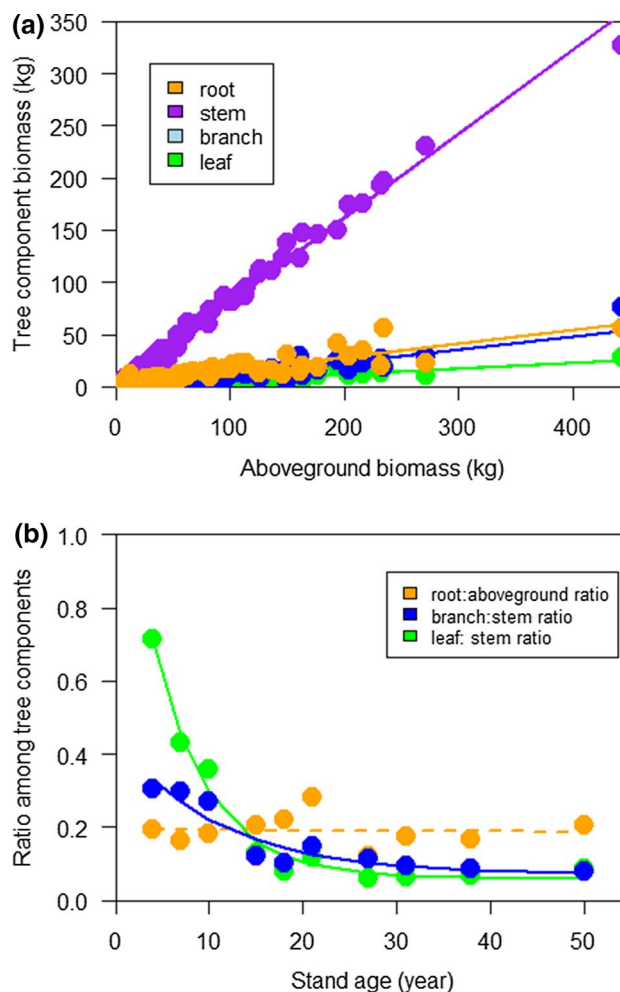 (a)
350
300
250
200
150
100
50
0
Tree component biomass (kg)
root
stem
branch
leaf
0 100 200 300 400
Aboveground biomass (kg)
(b)
1.0
0.8
0.6
0.4
0.2
0.0
Ratio among tree components
root:aboveground ratio
branch:stem ratio
leaf: stem ratio
0 10 20 30 40 50
Stand age (year)